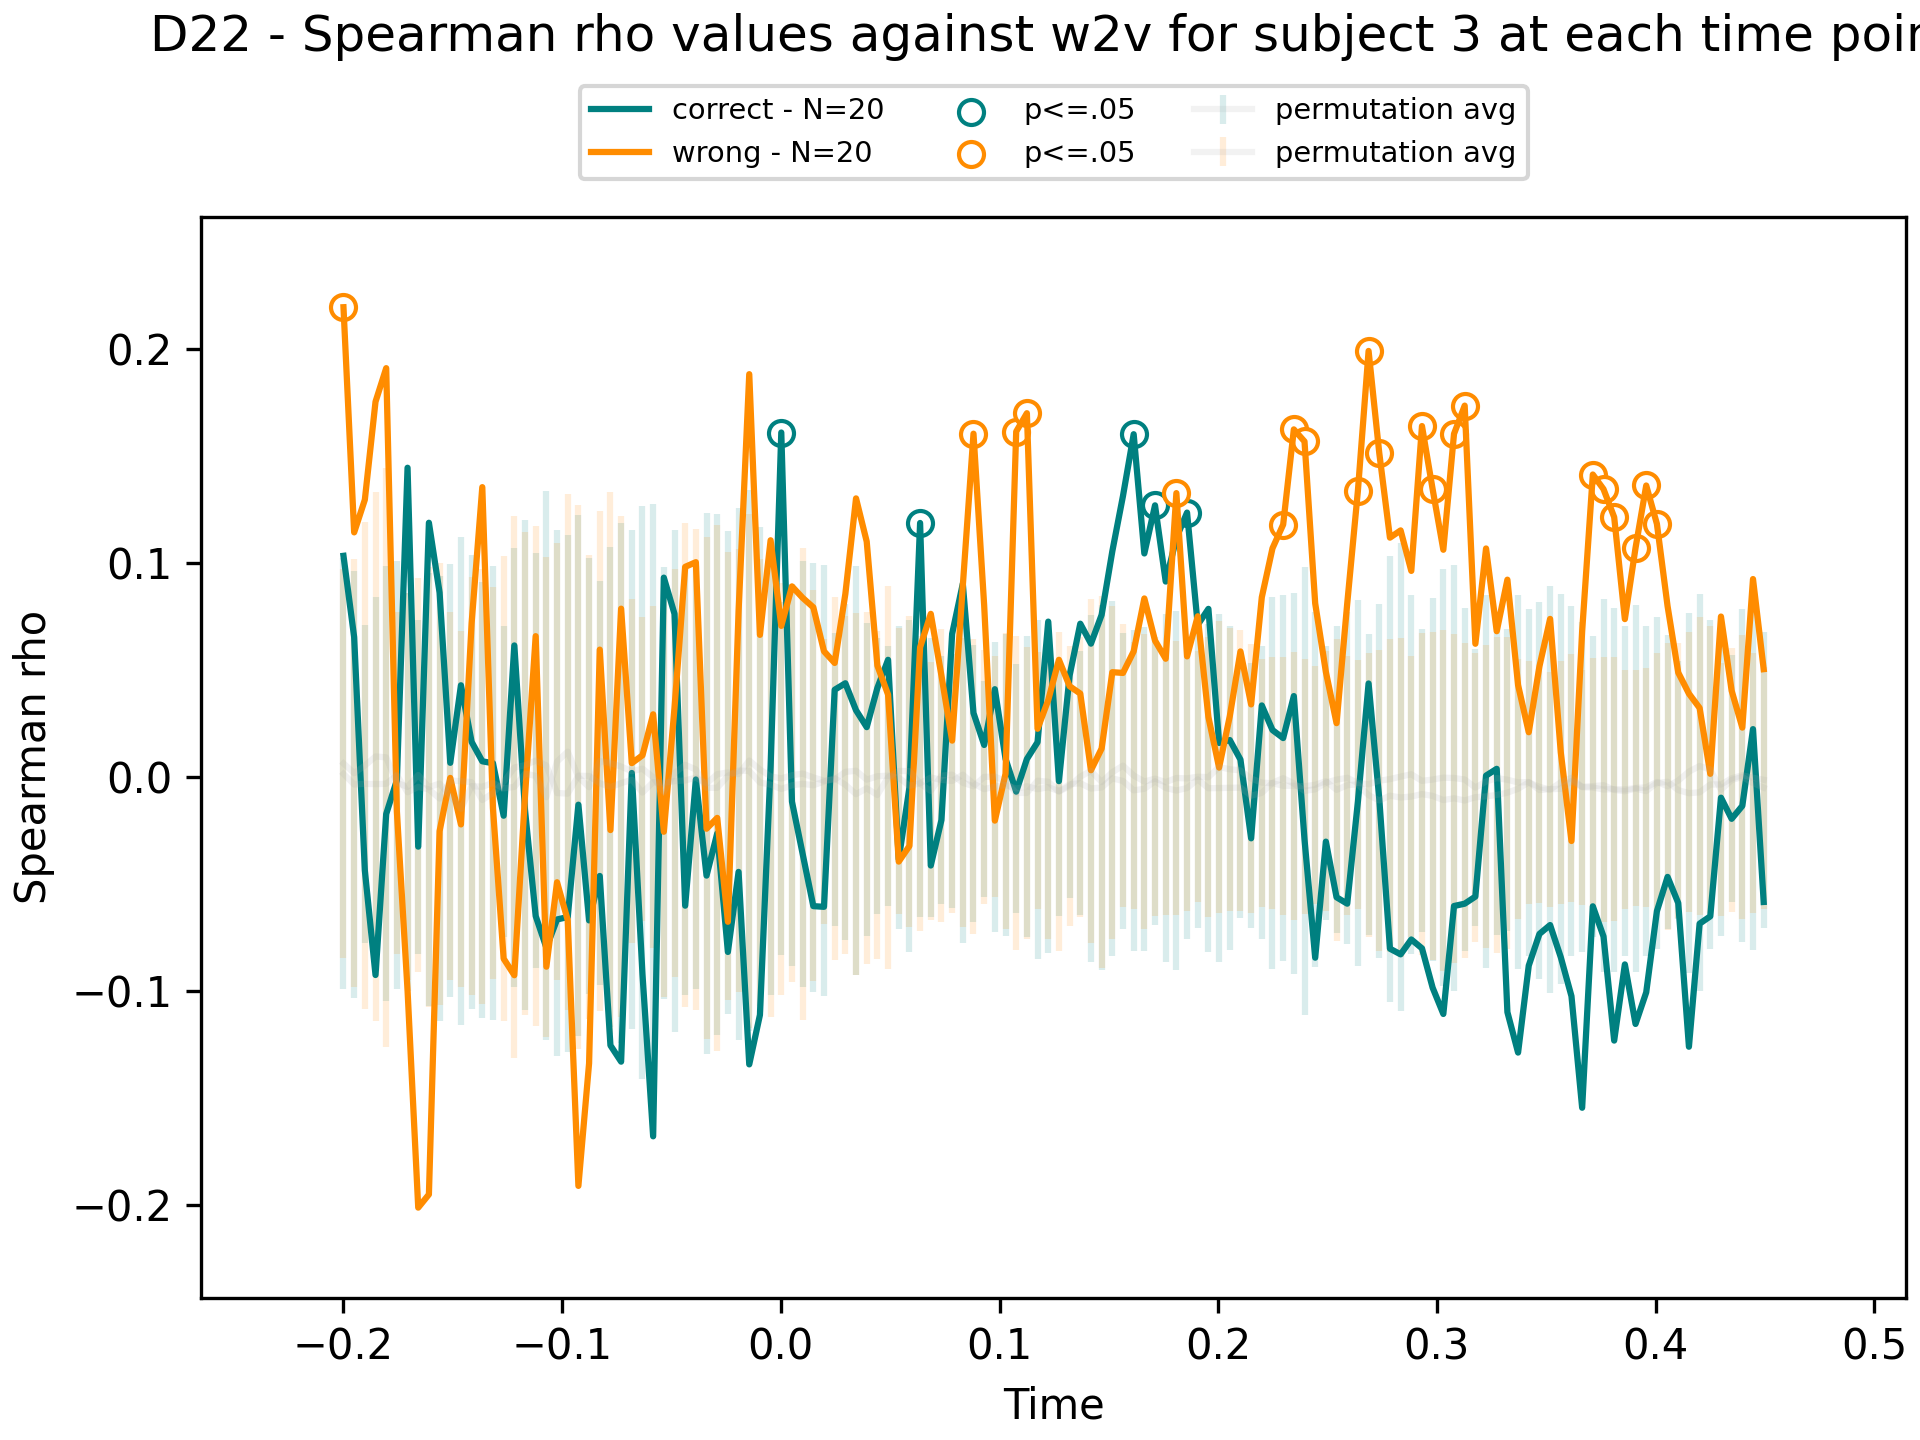 D22 - Spearman rho values against w2v for subject 3 at each time poin
correct - N=20
wrong - N=20
p<=.05
p<=.05
permutation avg
permutation avg
Spearman rho
0.2
0.1
0.0
−0.1
−0.2
−0.2 −0.1 0.0 0.1 0.2 0.3 0.4 0.5
Time